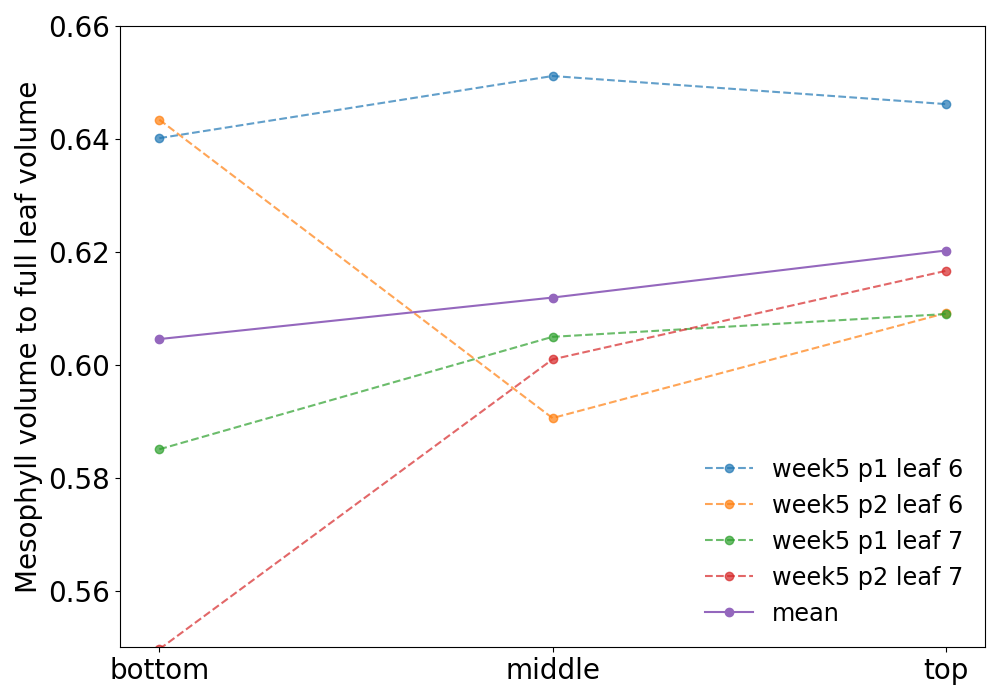 Mesophyll volume to full leaf volume
0.66
0.64
0.62
0.60
0.58
0.56
bottom
middle
top
week5 p1 leaf 6
week5 p2 leaf 6
week5 p1 leaf 7
week5 p2 leaf 7
mean